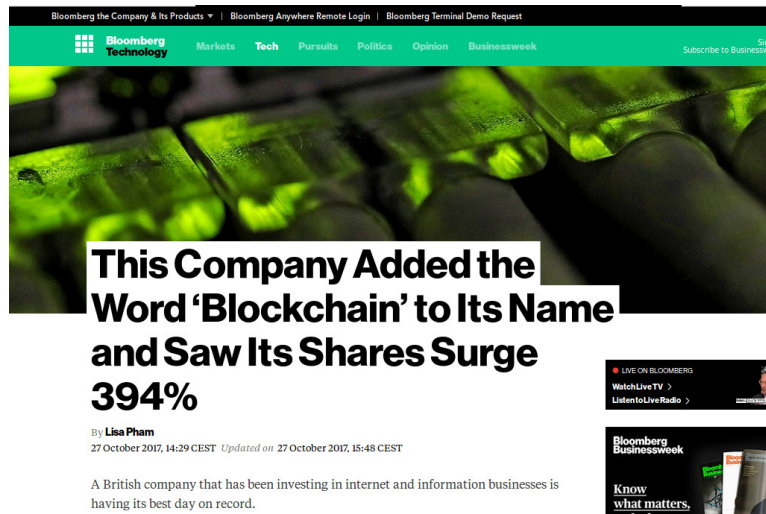 Bloomberg the Company & Its Products ▼ | Bloomberg Anywhere Remote Login | Bloomberg Terminal Demo Request
Bloomberg
Technology
Markets Tech Pursuits Politics Opinion Businessweek
Subscribe to
This Company Added the
Word ‘Blockchain’ to Its Name
and Saw Its Shares Surge
394%
By Lisa Pham
27 October 2017, 14:29 CEST Updated on 27 October 2017, 15:48 CEST
A British company that has been investing in internet and information businesses is
having its best day on record.
LIVE ON BLOOMBERG
Watch Live TV >
Listen to Live Radio >
Bloomberg
Businessweek
Know
what matters,